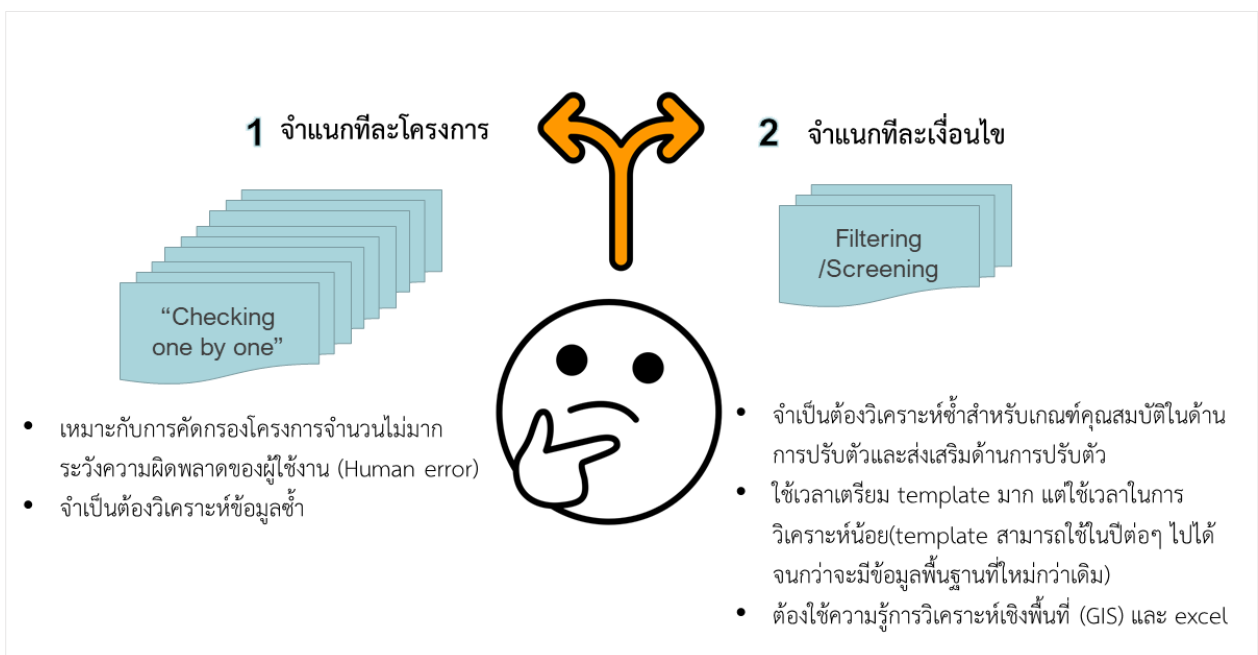 1 จำแนกทีละโครงการ
“Checking
one by one”
• เหมาะกับการคัดกรองโครงการจำนวนไม่มาก
ระวังความผิดพลาดของผู้ใช้งาน (Human error)
• จำเป็นต้องวิเคราะห์ข้อมูลซ้ำ
2 จำแนกทีละเงื่อนไข
Filtering
/Screening
• จำเป็นต้องวิเคราะห์ซ้ำสำหรับเกณฑ์คุณสมบัติในด้าน
การปรับตัวและส่งเสริมด้านการปรับตัว
• ใช้เวลาเตรียม template มาก แต่ใช้เวลาในการ
วิเคราะห์น้อย(template สามารถใช้ในปีต่อๆ ไปได้
จนกว่าจะมีข้อมูลพื้นฐานที่ใหม่กว่าเดิม)
• ต้องใช้ความรู้การวิเคราะห์เชิงพื้นที่ (GIS) และ excel